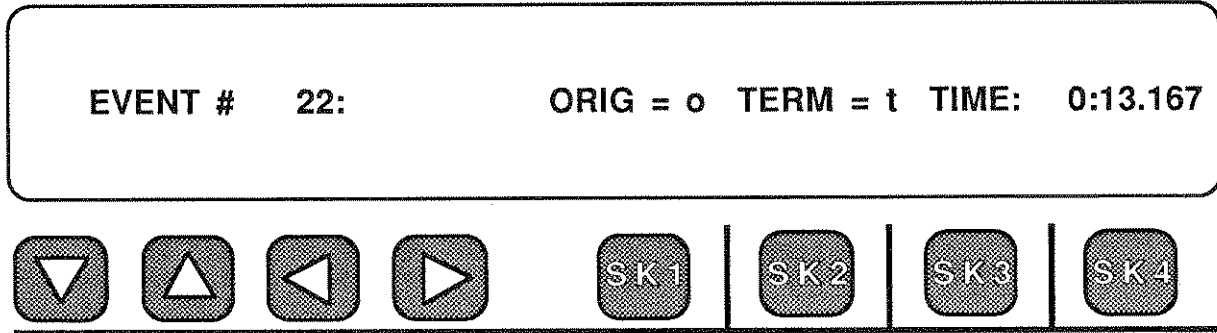 EVENT # 22: ORIG = o TERM = t TIME: 0:13.167
SK1 SK2 SK3 SK4